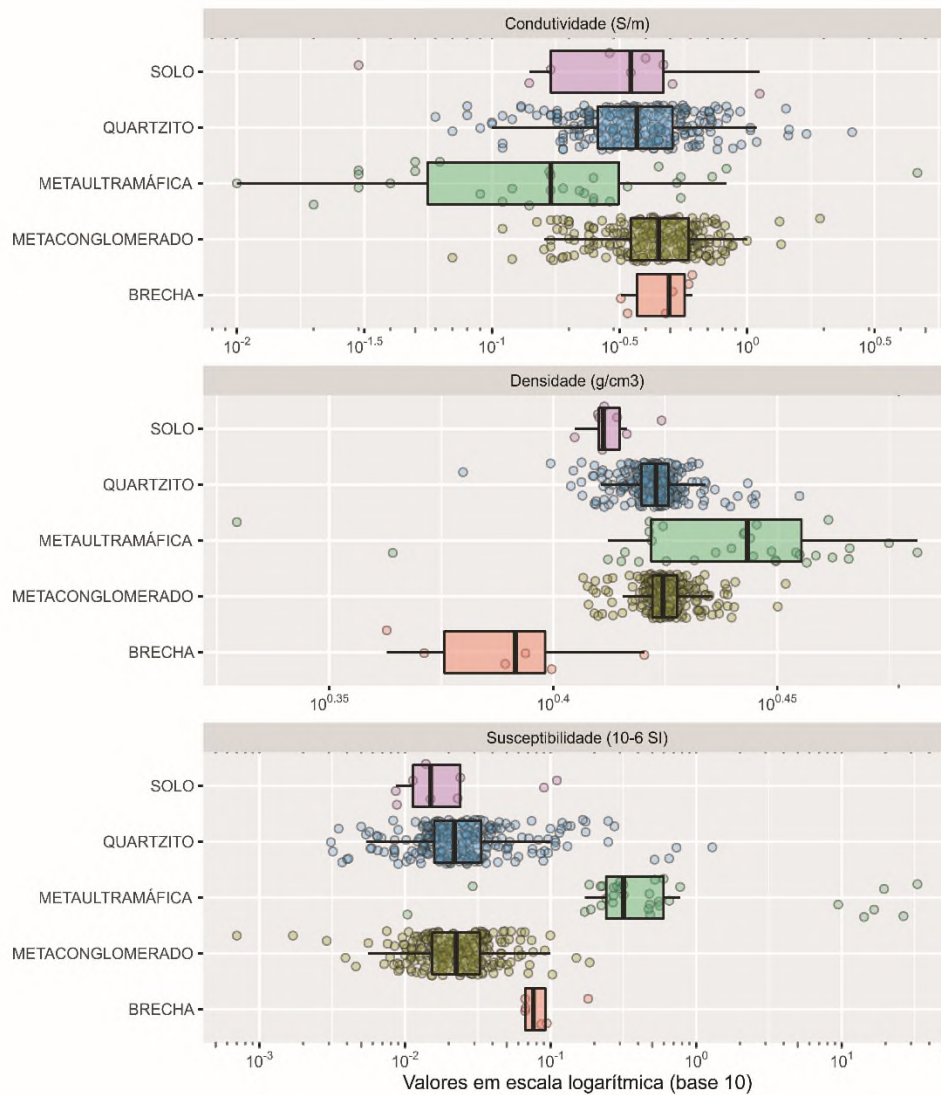 Condutividade (S/m)
SOLO
QUARTZITO
METAULTRAMÁFICA
METACONGLOMERADO
BRECHA
10^-2 10^-1.5 10^-1 10^-0.5 10^0 10^0.5
Densidade (g/cm3)
SOLO
QUARTZITO
METAULTRAMÁFICA
METACONGLOMERADO
BRECHA
10^0.35 10^0.4 10^0.45
Susceptibilidade (10-6 SI)
SOLO
QUARTZITO
METAULTRAMÁFICA
METACONGLOMERADO
BRECHA
10^-3 10^-2 10^-1 10^0 10^1
Valores em escala logarítmica (base 10)